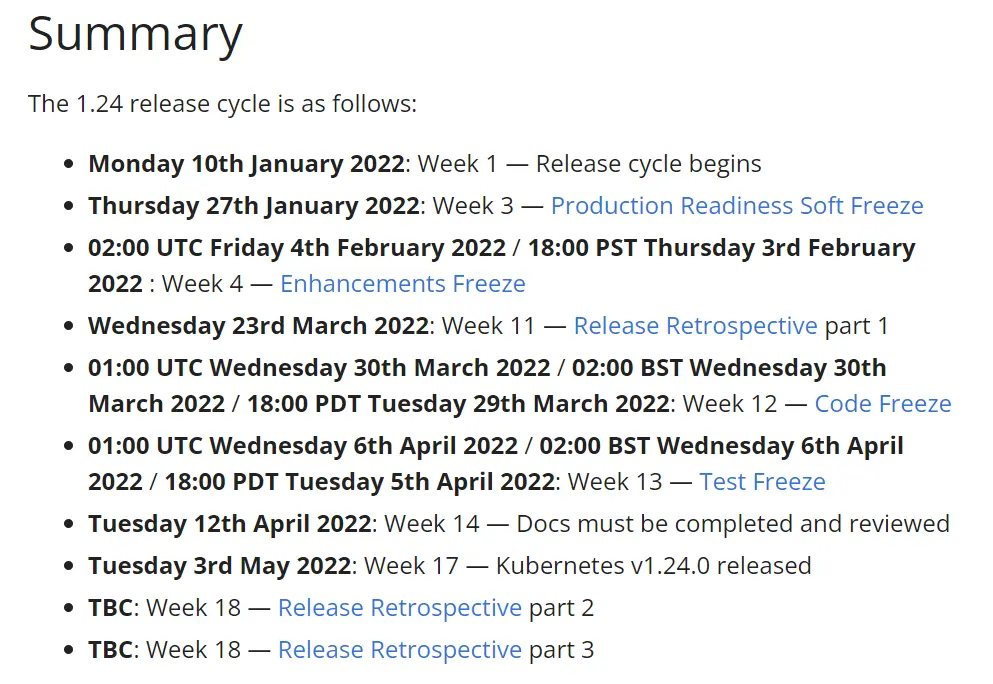 Summary
The 1.24 release cycle is as follows:
• Monday 10th January 2022: Week 1 — Release cycle begins
• Thursday 27th January 2022: Week 3 — Production Readiness Soft Freeze
• 02:00 UTC Friday 4th February 2022 / 18:00 PST Thursday 3rd February
2022 : Week 4 — Enhancements Freeze
• Wednesday 23rd March 2022: Week 11 — Release Retrospective part 1
• 01:00 UTC Wednesday 30th March 2022 / 02:00 BST Wednesday 30th
March 2022 / 18:00 PDT Tuesday 29th March 2022: Week 12 — Code Freeze
• 01:00 UTC Wednesday 6th April 2022 / 02:00 BST Wednesday 6th April
2022 / 18:00 PDT Tuesday 5th April 2022: Week 13 — Test Freeze
• Tuesday 12th April 2022: Week 14 — Docs must be completed and reviewed
• Tuesday 3rd May 2022: Week 17 — Kubernetes v1.24.0 released
• TBC: Week 18 — Release Retrospective part 2
• TBC: Week 18 — Release Retrospective part 3